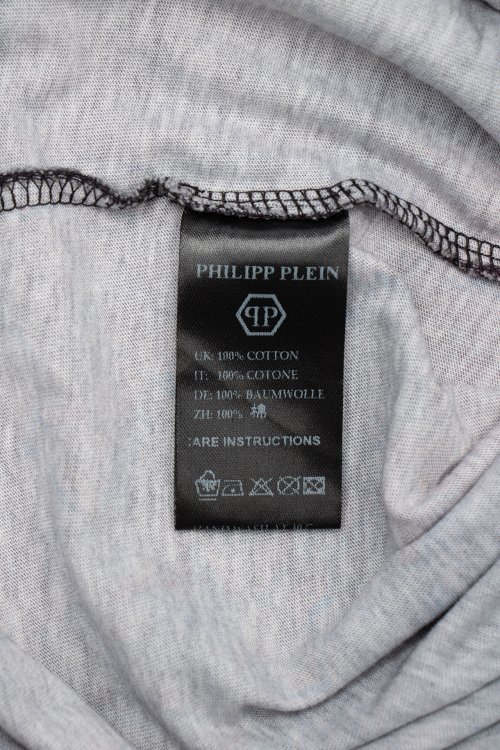 PHILIPP PLEIN
PP
UK: 100% COTTON
IT: 100% COTONE
DE: 100% BAUMWOLLE
ZH: 100% 棉
:ARE INSTRUCTIONS